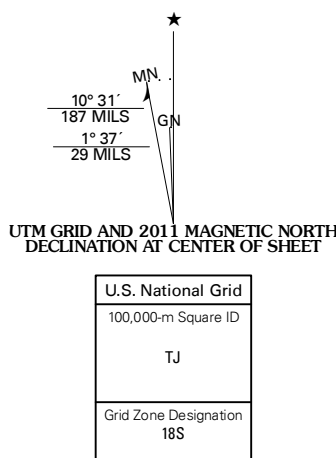 ★
MN
10° 31´
187 MILS
GN
1° 37´
29 MILS
UTM GRID AND 2011 MAGNETIC NORTH
DECLINATION AT CENTER OF SHEET
U.S. National Grid
100,000-m Square ID
TJ
Grid Zone Designation
18S